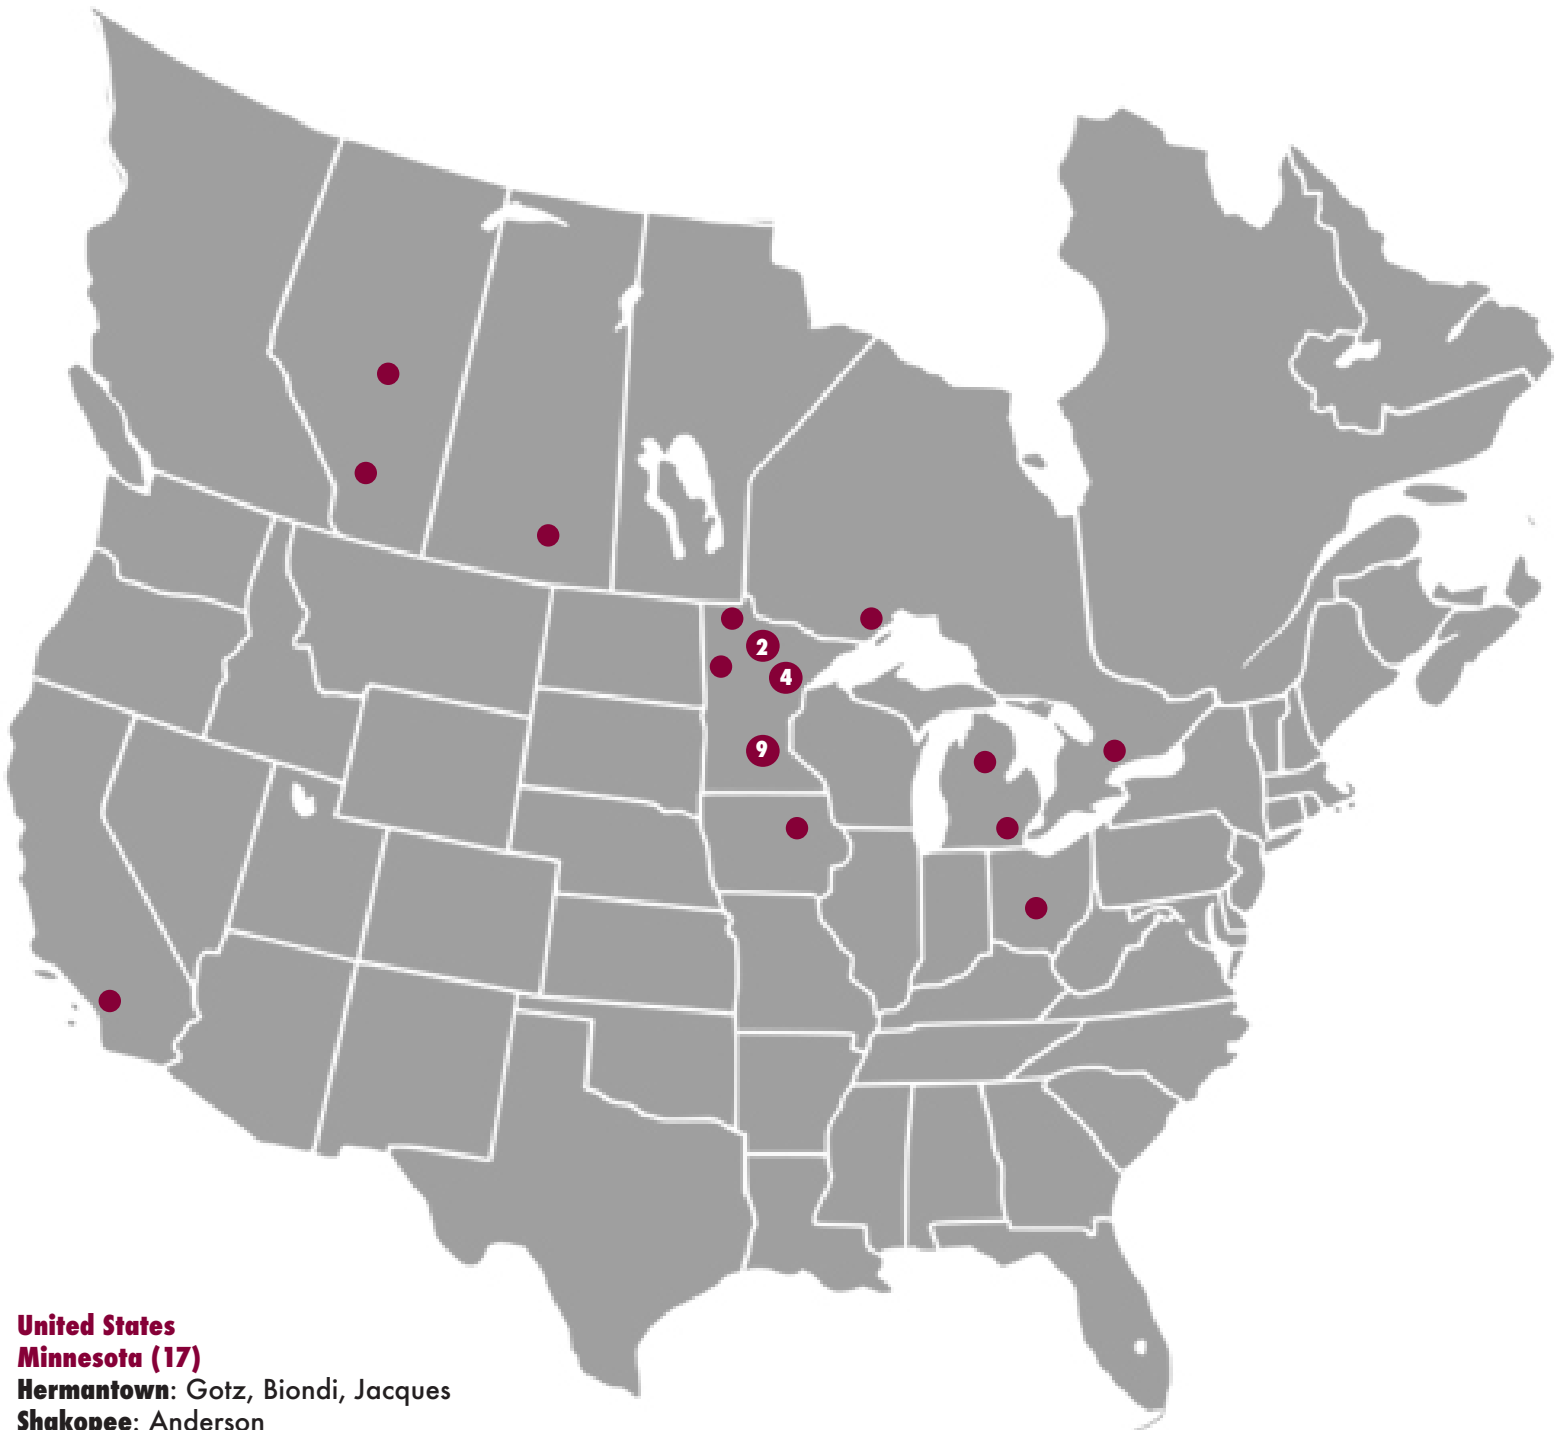 2
4
9
United States
Minnesota (17)
Hermantown: Gotz, Biondi, Jacques
Shakopee: Anderson